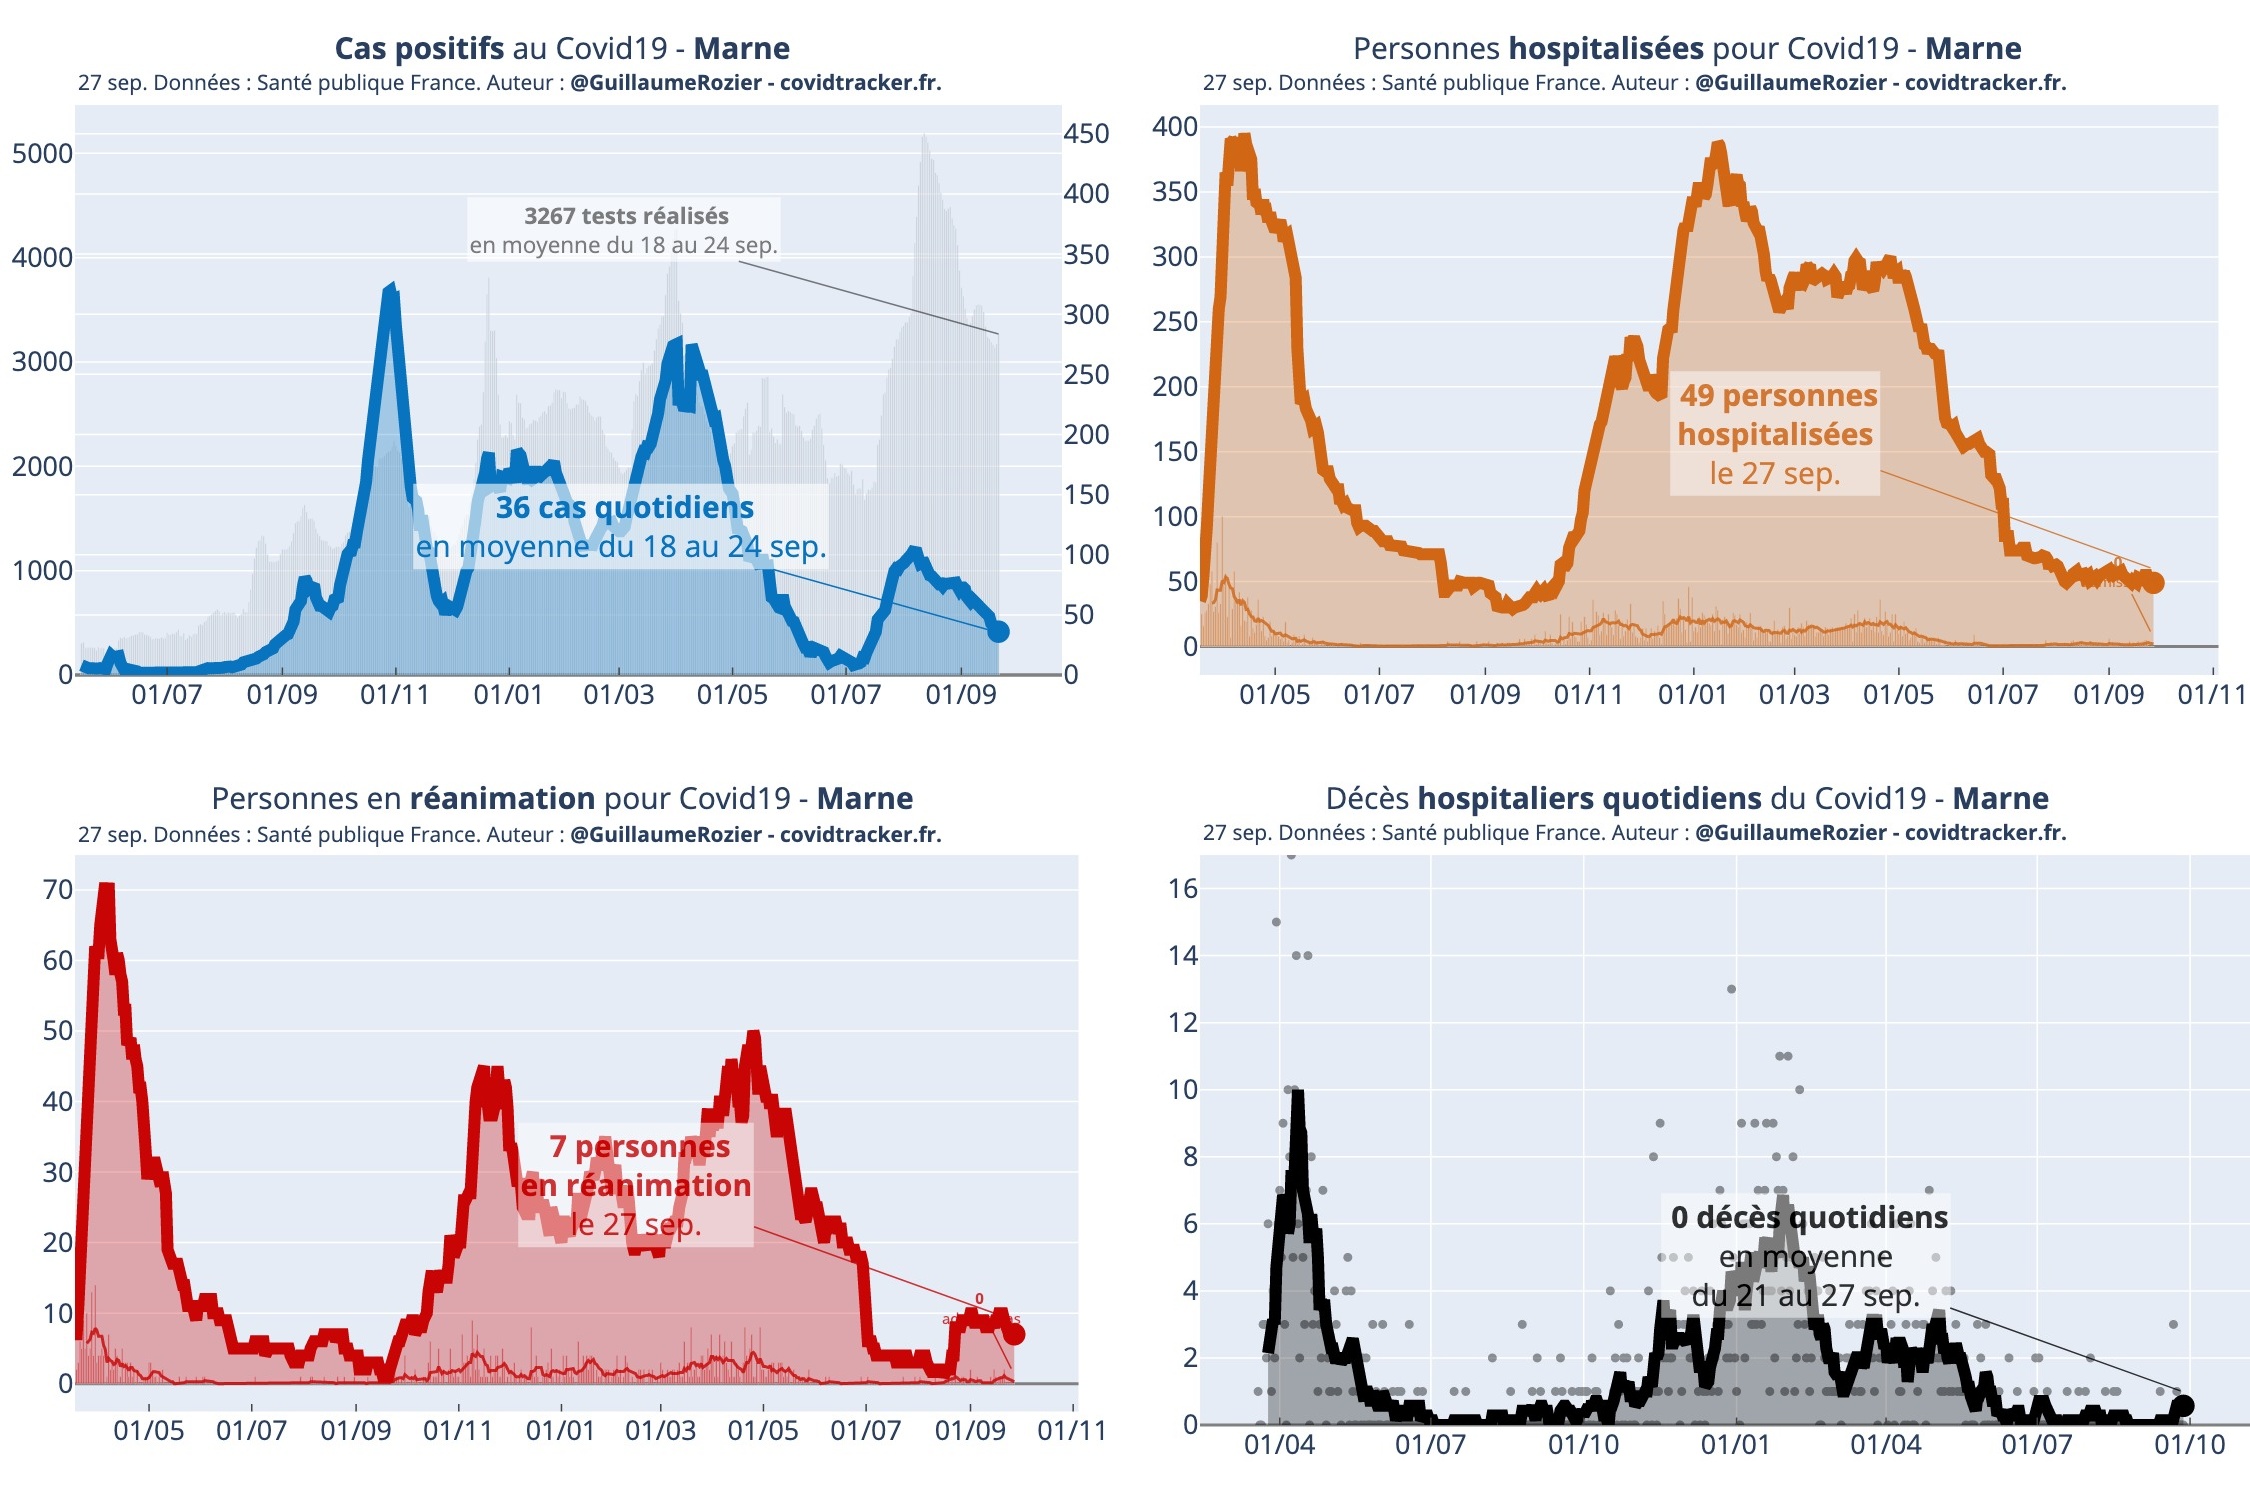 Cas positifs au Covid19 - Marne
27 sep. Données : Santé publique France. Auteur : @GuillaumeRozier - covidtracker.fr.
5000
4000
3000
2000
1000
0
450
400
350
300
250
200
150
100
50
0
3267 tests réalisés
en moyenne du 18 au 24 sep.
36 cas quotidiens
en moyenne du 18 au 24 sep.
01/07 01/09 01/11 01/01 01/03 01/05 01/07 01/09
Personnes hospitalisées pour Covid19 - Marne
27 sep. Données : Santé publique France. Auteur : @GuillaumeRozier - covidtracker.fr.
400
350
300
250
200
150
100
50
0
49 personnes
hospitalisées
le 27 sep.
0
01/05 01/07 01/09 01/11 01/01 01/03 01/05 01/07 01/09 01/11
Personnes en réanimation pour Covid19 - Marne
27 sep. Données : Santé publique France. Auteur : @GuillaumeRozier - covidtracker.fr.
70
60
50
40
30
20
10
0
7 personnes
en réanimation
le 27 sep.
0
01/05 01/07 01/09 01/11 01/01 01/03 01/05 01/07 01/09 01/11
Décès hospitaliers quotidiens du Covid19 - Marne
27 sep. Données : Santé publique France. Auteur : @GuillaumeRozier - covidtracker.fr.
16
14
12
10
8
6
4
2
0
0 décès quotidiens
en moyenne
du 21 au 27 sep.
01/04 01/07 01/10 01/01 01/04 01/07 01/10